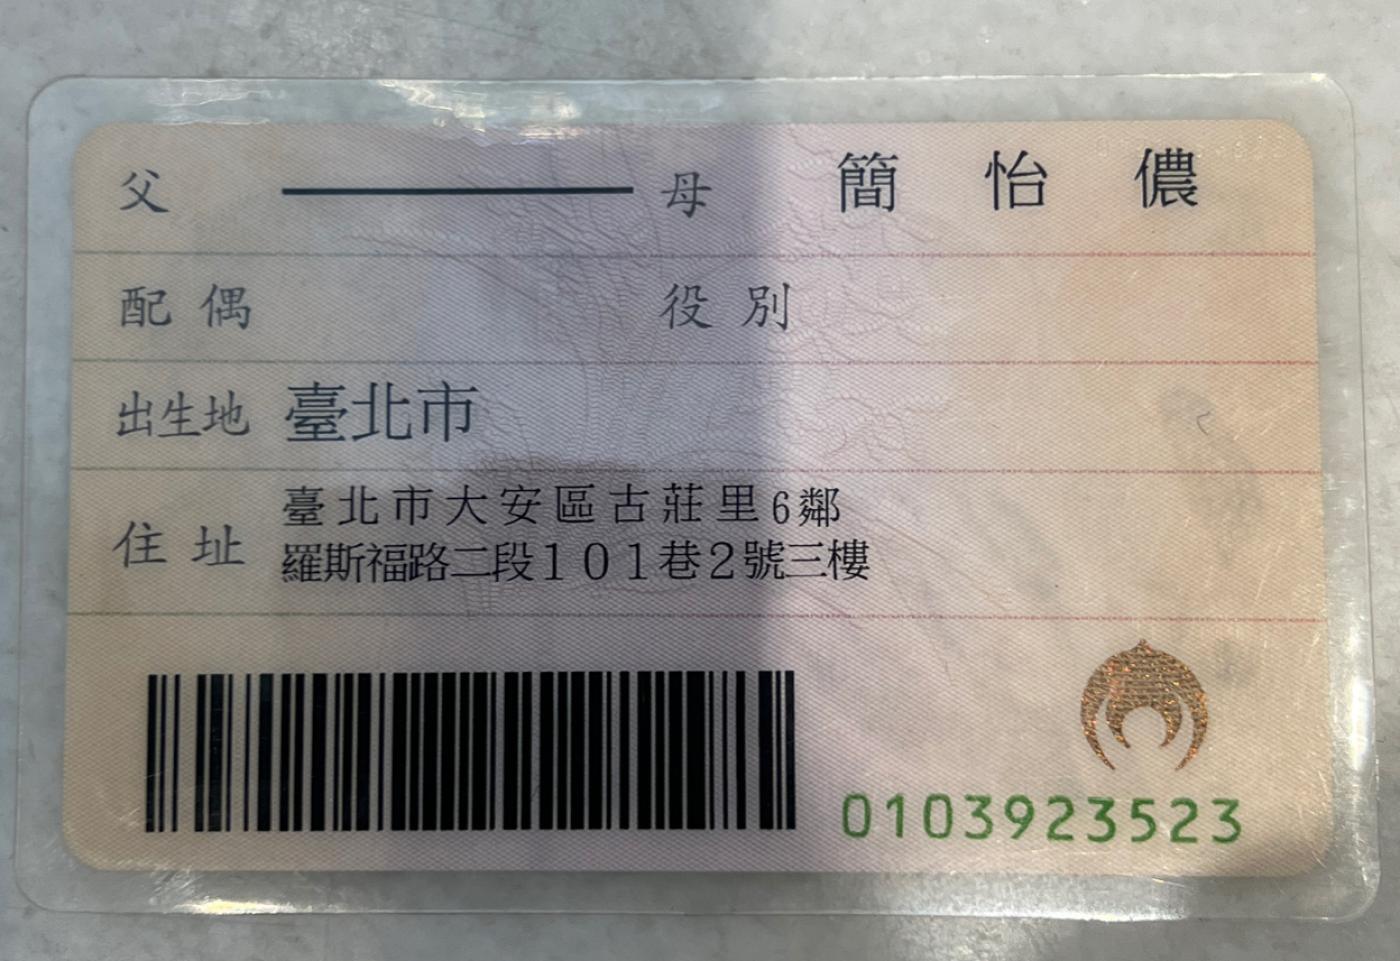 父 母 簡怡儂
配偶 役別
出生地 臺北市
住址 臺北市大安區古莊里6鄰
羅斯福路二段101巷2號三樓
0103923523